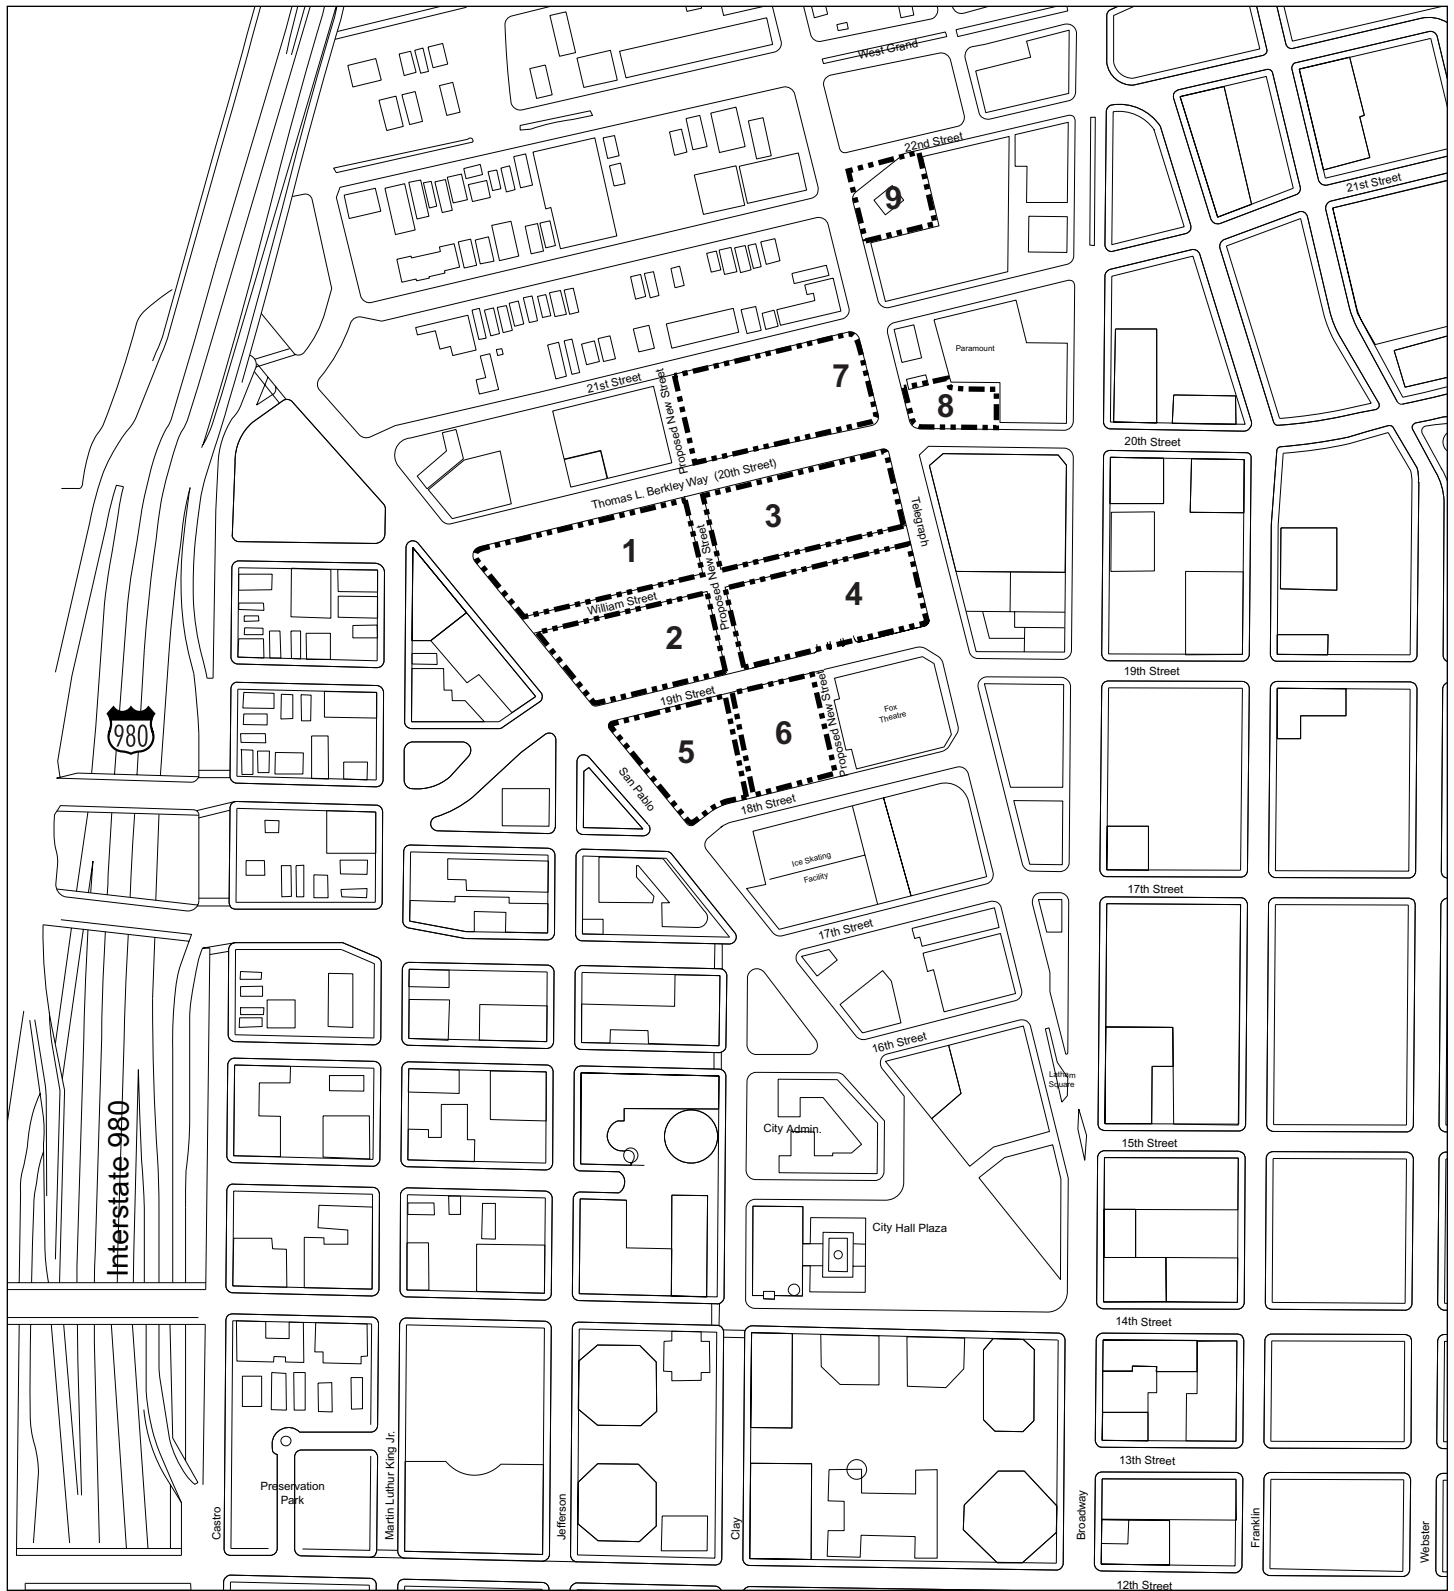 West Grand
22nd Street
9
21st Street
Paramount
7
21st Street
Proposed New Street
8
20th Street
Thomas L. Berkley Way (20th Street)
3
Telegraph
1
Proposed New Street
William Street
4
2
19th Street
19th Street
Proposed New Street
Fox
Theatre
980
5
6
San Pablo
18th Street
Ice Skating
Facility
17th Street
17th Street
16th Street
Latham
Square
Interstate 980
City Admin.
15th Street
City Hall Plaza
14th Street
13th Street
Preservation
Park
Castro
Martin Luthur King Jr.
Jefferson
Clay
Broadway
Franklin
Webster
12th Street